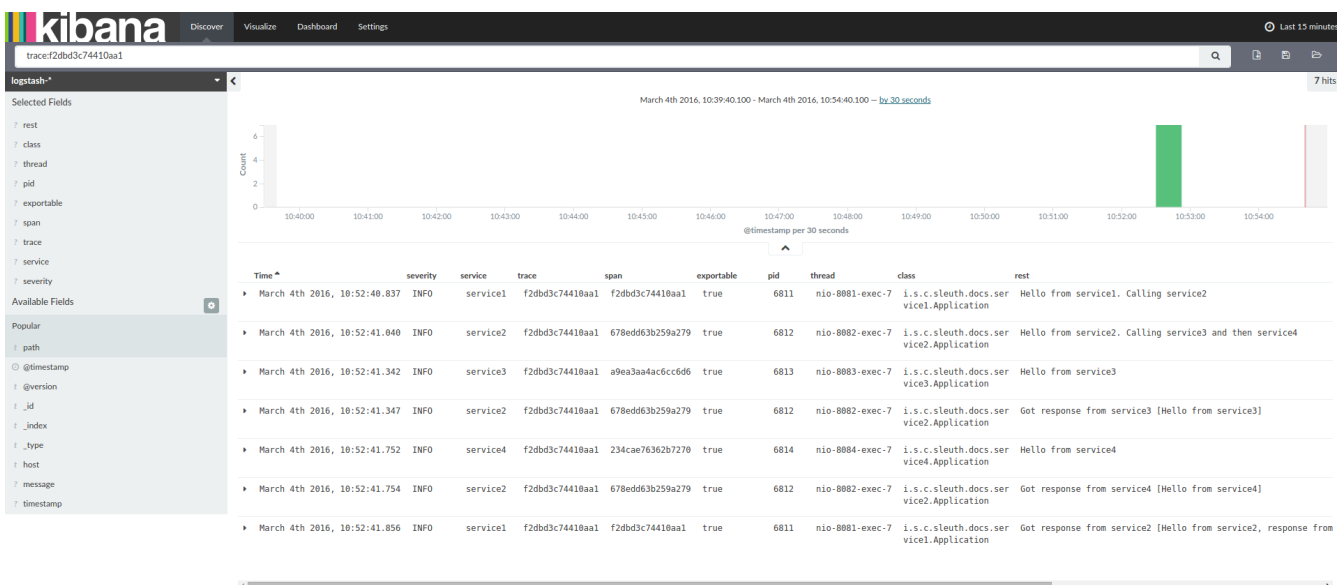 kibana Discover Visualize Dashboard Settings Last 15 minutes
trace:f2dbd3c74410aa1
logstash-* 7 hits
Selected Fields
? rest
? class
? thread
? pid
? exportable
? span
? trace
? service
? severity
Available Fields
Popular
t path
@timestamp
t @version
t _id
t _index
t _type
t host
? message
? timestamp
March 4th 2016, 10:39:40.100 - March 4th 2016, 10:54:40.100 — by 30 seconds
Count
6
4
2
0
10:40:00 10:41:00 10:42:00 10:43:00 10:44:00 10:45:00 10:46:00 10:47:00 10:48:00 10:49:00 10:50:00 10:51:00 10:52:00 10:53:00 10:54:00
@timestamp per 30 seconds
Time severity service trace span exportable pid thread class rest
March 4th 2016, 10:52:40.837 INFO service1 f2dbd3c74410aa1 f2dbd3c74410aa1 true 6811 nio-8081-exec-7 i.s.c.sleuth.docs.ser Hello from service1. Calling service2
vice1.Application
March 4th 2016, 10:52:41.040 INFO service2 f2dbd3c74410aa1 678edd63b259a279 true 6812 nio-8082-exec-7 i.s.c.sleuth.docs.ser Hello from service2. Calling service3 and then service4
vice2.Application
March 4th 2016, 10:52:41.342 INFO service3 f2dbd3c74410aa1 a9ea3aa4ac6cc6d6 true 6813 nio-8083-exec-7 i.s.c.sleuth.docs.ser Hello from service3
vice3.Application
March 4th 2016, 10:52:41.347 INFO service2 f2dbd3c74410aa1 678edd63b259a279 true 6812 nio-8082-exec-7 i.s.c.sleuth.docs.ser Got response from service3 [Hello from service3]
vice2.Application
March 4th 2016, 10:52:41.752 INFO service4 f2dbd3c74410aa1 234cae76362b7270 true 6814 nio-8084-exec-7 i.s.c.sleuth.docs.ser Hello from service4
vice4.Application
March 4th 2016, 10:52:41.754 INFO service2 f2dbd3c74410aa1 678edd63b259a279 true 6812 nio-8082-exec-7 i.s.c.sleuth.docs.ser Got response from service4 [Hello from service4]
vice2.Application
March 4th 2016, 10:52:41.856 INFO service1 f2dbd3c74410aa1 f2dbd3c74410aa1 true 6811 nio-8081-exec-7 i.s.c.sleuth.docs.ser Got response from service2 [Hello from service2, response from
vice1.Application